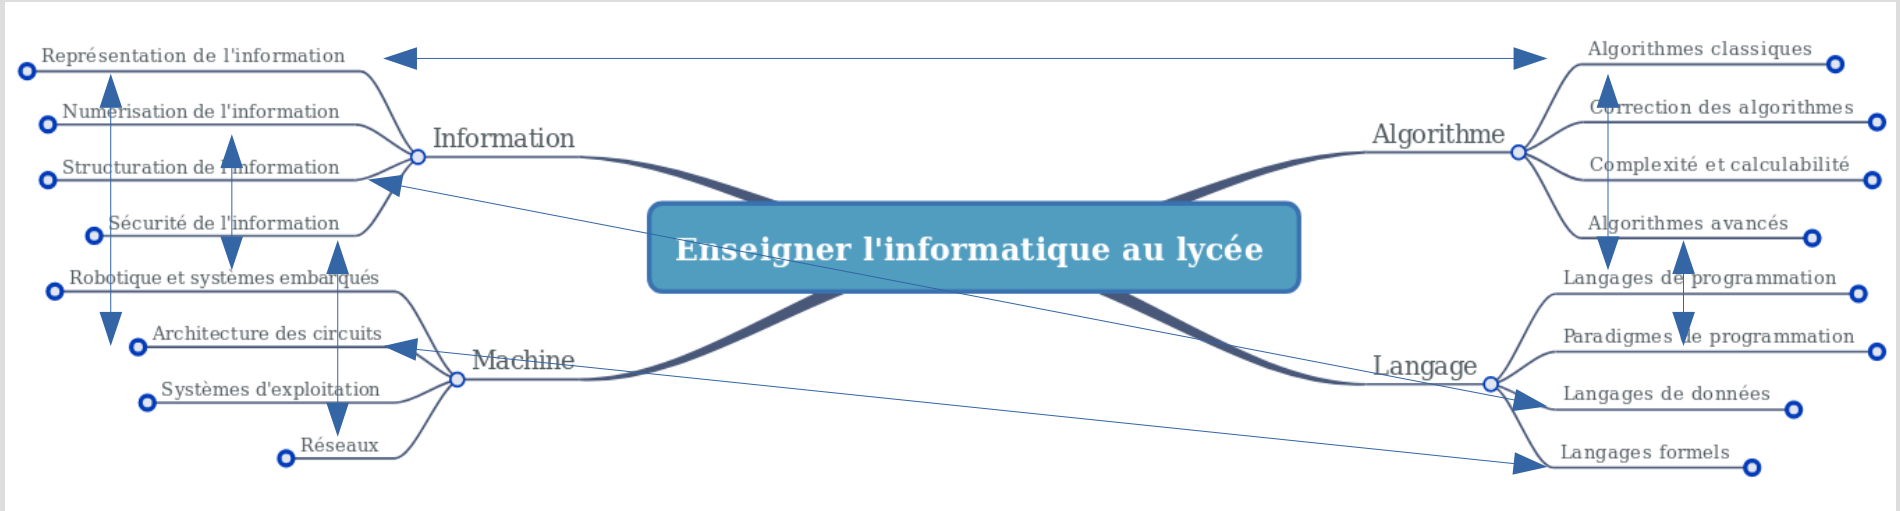 Représentation de l'information
Numérisation de l'information
Structuration de l'information
Sécurité de l'information
Information
Robotique et systèmes embarqués
Architecture des circuits
Systèmes d'exploitation
Réseaux
Machine
Enseigner l'informatique au lycée
Algorithme
Algorithmes classiques
Correction des algorithmes
Complexité et calculabilité
Algorithmes avancés
Langage
Langages de programmation
Paradigmes de programmation
Langages de données
Langages formels